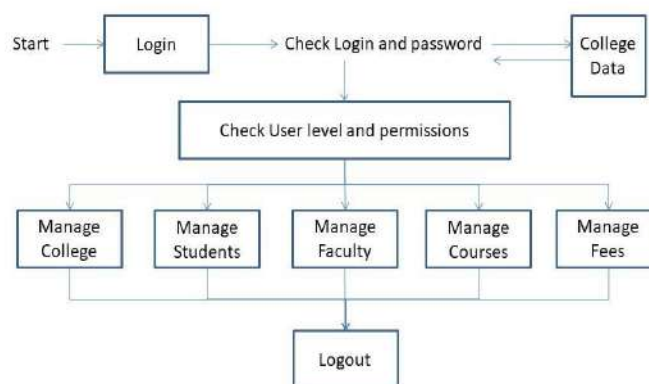 Start
Login
Check Login and password
College
Data
Check User level and permissions
Manage
College
Manage
Students
Manage
Faculty
Manage
Courses
Manage
Fees
Logout